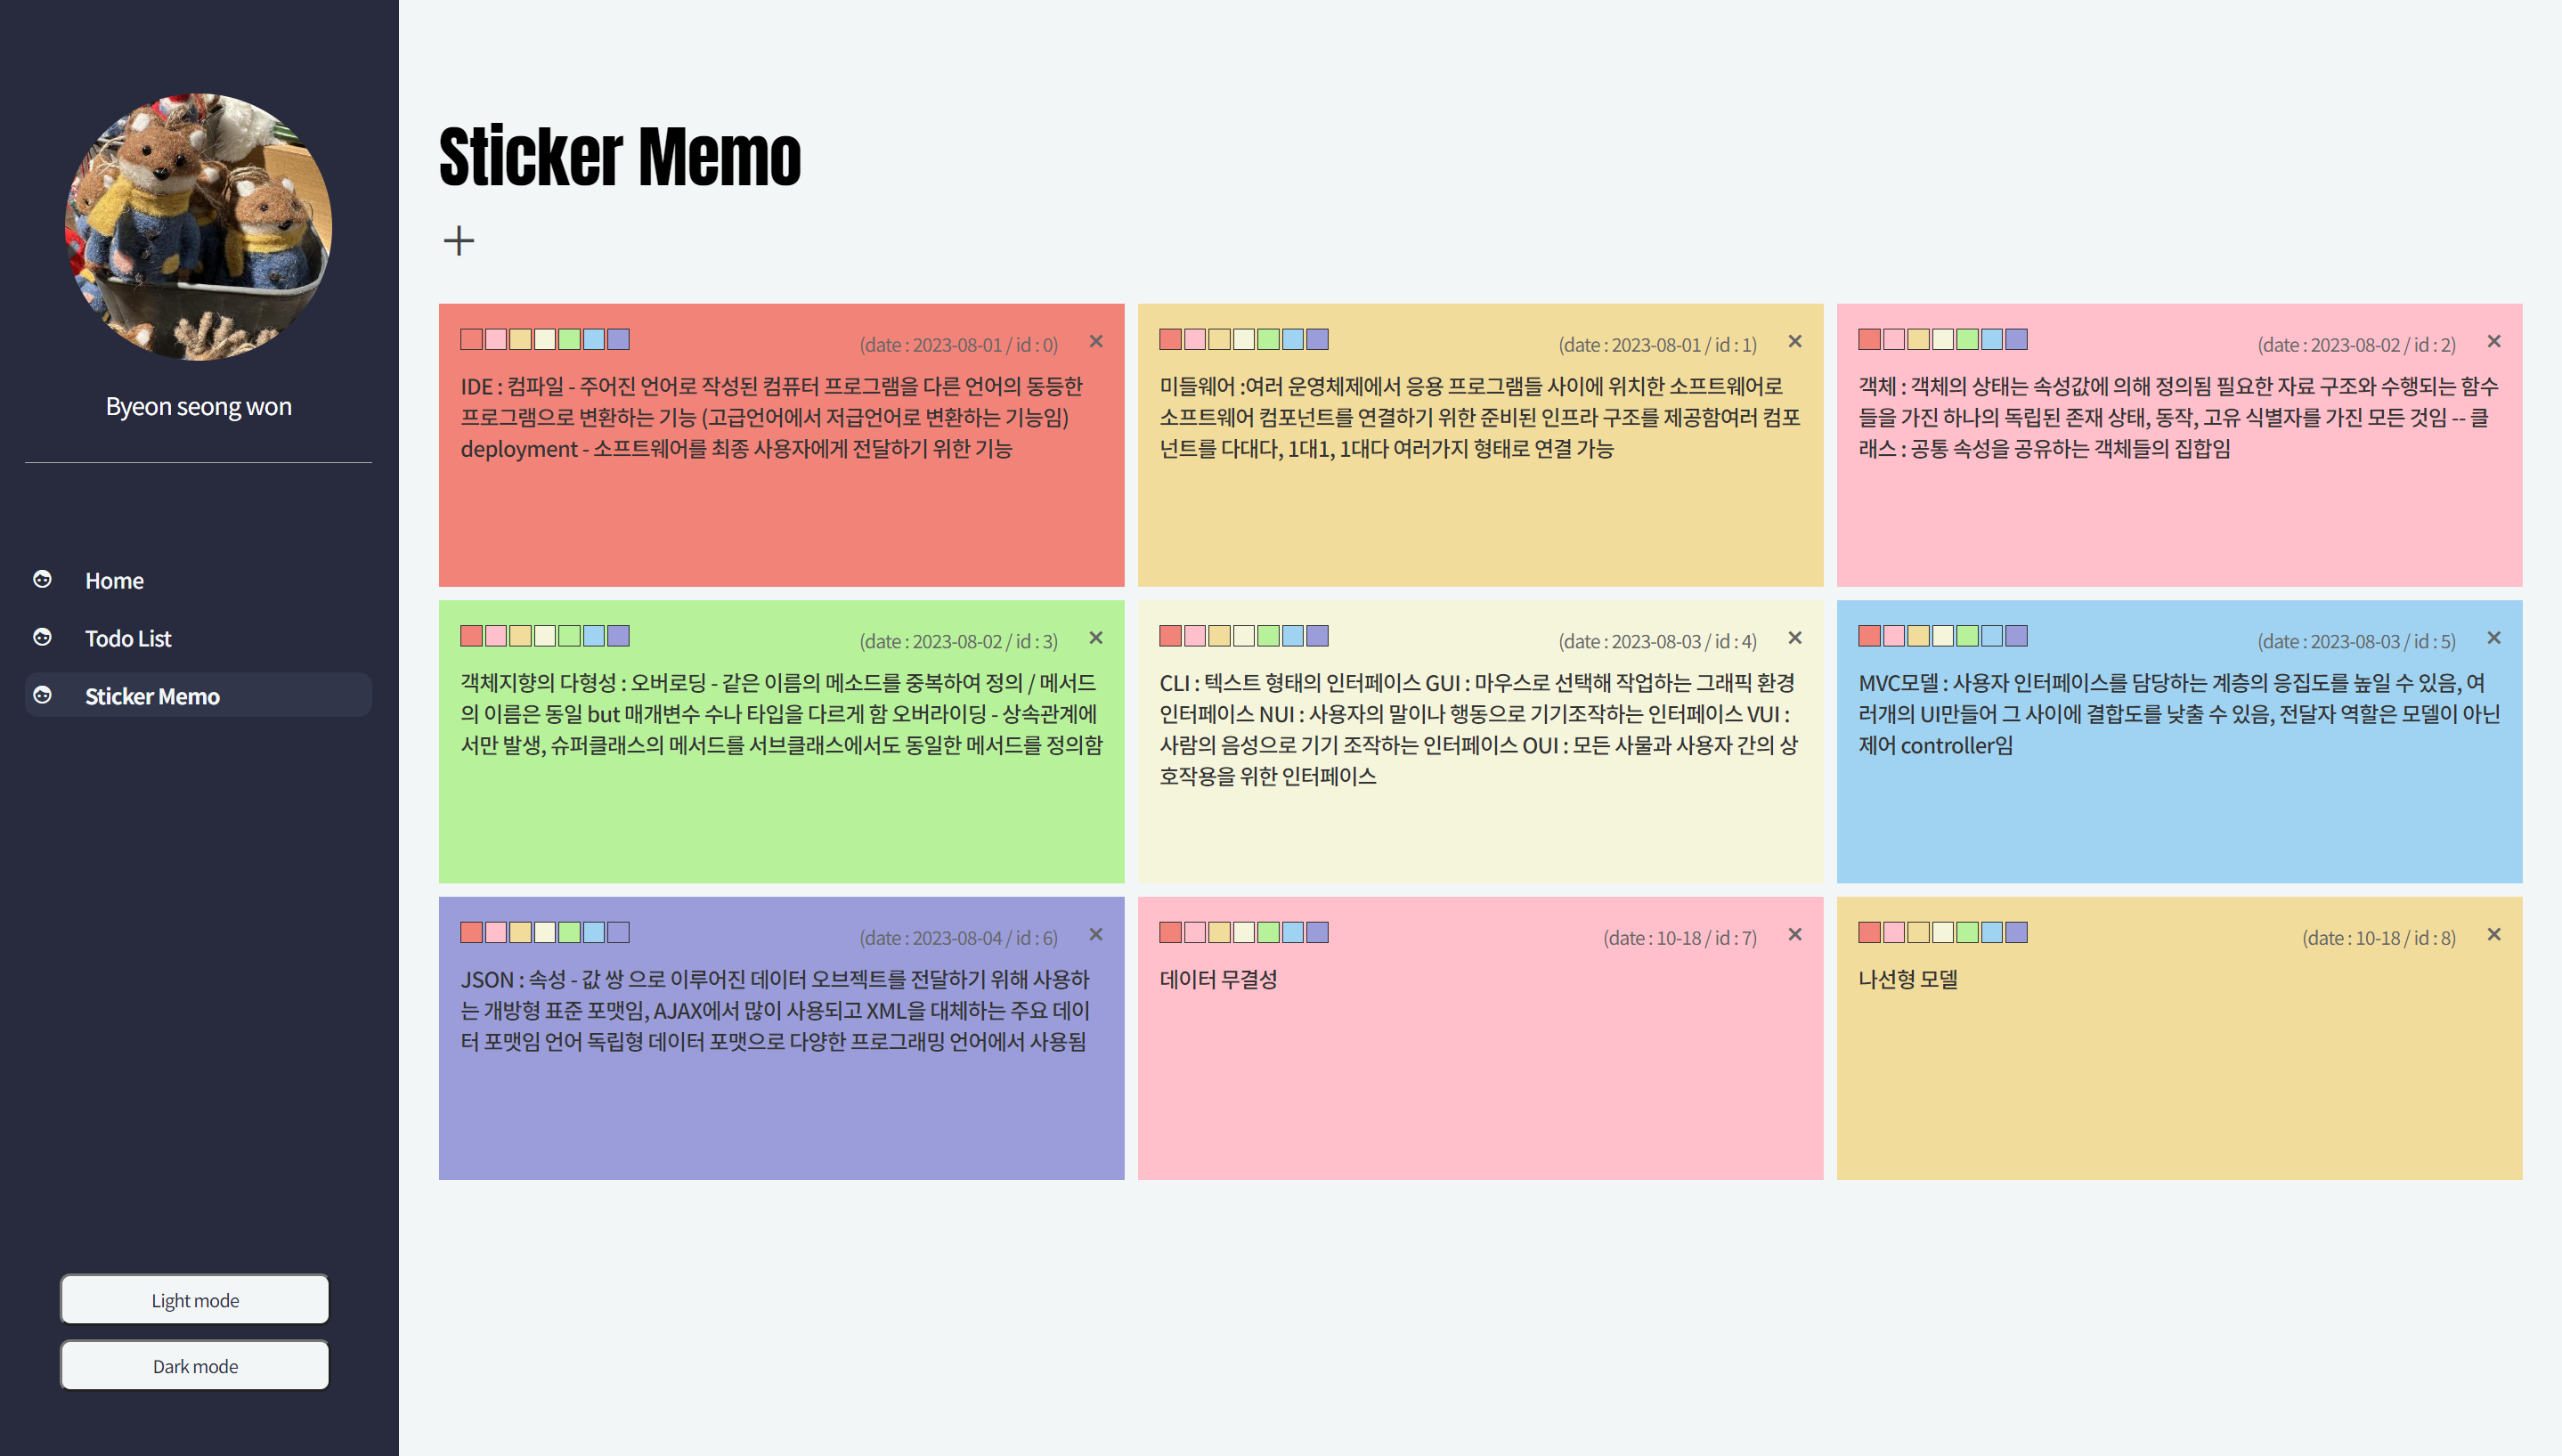 Byeon seong won
Home
Todo List
Sticker Memo
Light mode
Dark mode
Sticker Memo
(date : 2023-08-01 / id : 0)
IDE : 컴파일 - 주어진 언어로 작성된 컴퓨터 프로그램을 다른 언어의 동등한
프로그램으로 변환하는 기능 (고급언어에서 저급언어로 변환하는 기능임)
deployment - 소프트웨어를 최종 사용자에게 전달하기 위한 기능
(date : 2023-08-01 / id : 1)
미들웨어 :여러 운영체제에서 응용 프로그램들 사이에 위치한 소프트웨어로
소프트웨어 컴포넌트를 연결하기 위한 준비된 인프라 구조를 제공함여러 컴포
넌트를 다대다, 1대1, 1대다 여러가지 형태로 연결 가능
(date : 2023-08-02 / id : 2)
객체 : 객체의 상태는 속성값에 의해 정의됨 필요한 자료 구조와 수행되는 함수
들을 가진 하나의 독립된 존재 상태, 동작, 고유 식별자를 가진 모든 것임 -- 클
래스 : 공통 속성을 공유하는 객체들의 집합임
(date : 2023-08-02 / id : 3)
객체지향의 다형성 : 오버로딩 - 같은 이름의 메소드를 중복하여 정의 / 메서드
의 이름은 동일 but 매개변수 수나 타입을 다르게 함 오버라이딩 - 상속관계에
서만 발생, 슈퍼클래스의 메서드를 서브클래스에서도 동일한 메서드를 정의함
(date : 2023-08-03 / id : 4)
CLI : 텍스트 형태의 인터페이스 GUI : 마우스로 선택해 작업하는 그래픽 환경
인터페이스 NUI : 사용자의 말이나 행동으로 기기조작하는 인터페이스 VUI :
사람의 음성으로 기기 조작하는 인터페이스 OUI : 모든 사물과 사용자 간의 상
호작용을 위한 인터페이스
(date : 2023-08-03 / id : 5)
MVC모델 : 사용자 인터페이스를 담당하는 계층의 응집도를 높일 수 있음, 여
러개의 UI만들어 그 사이에 결합도를 낮출 수 있음, 전달자 역할은 모델이 아닌
제어 controller임
(date : 2023-08-04 / id : 6)
JSON : 속성 - 값 쌍 으로 이루어진 데이터 오브젝트를 전달하기 위해 사용하
는 개방형 표준 포맷임, AJAX에서 많이 사용되고 XML을 대체하는 주요 데이
터 포맷임 언어 독립형 데이터 포맷으로 다양한 프로그래밍 언어에서 사용됨
(date : 10-18 / id : 7)
데이터 무결성
(date : 10-18 / id : 8)
나선형 모델